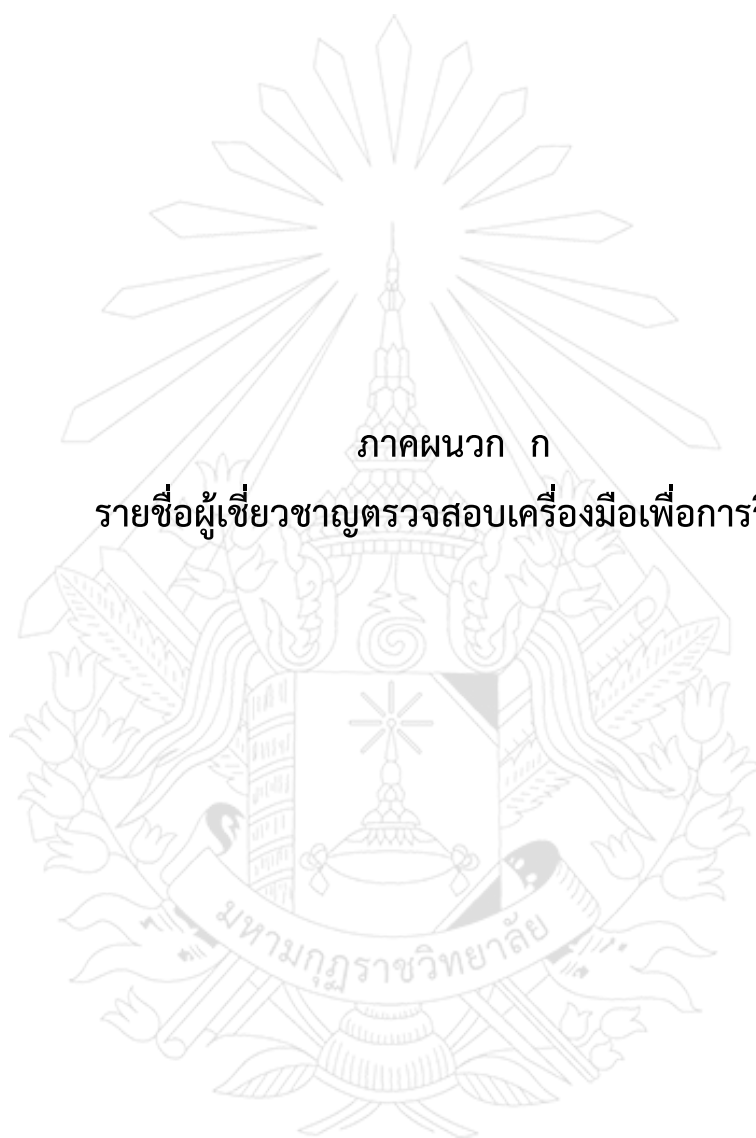 ภาคผนวก ก
รายชื่อผู้เชี่ยวชาญตรวจสอบเครื่องมือเพื่อการวิ
มหามกุฏราชวิทยาลัย